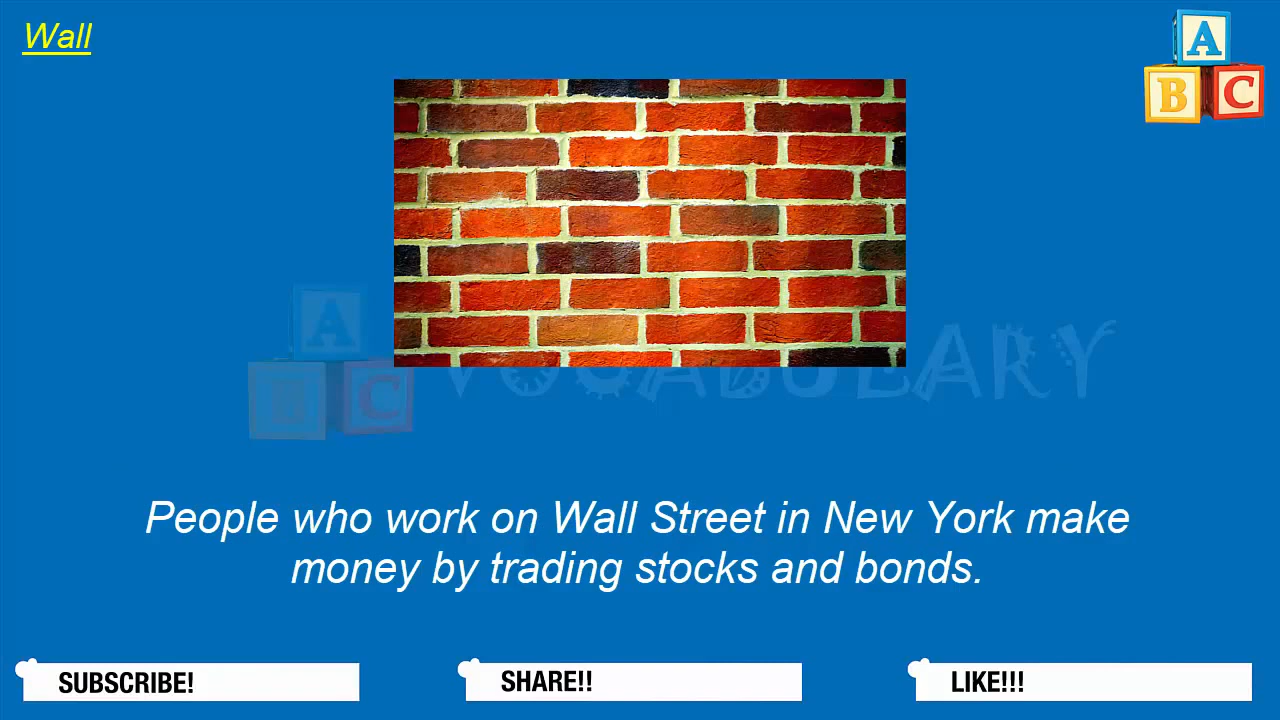 Wall
A
B C
A
B C VOCABULARY
People who work on Wall Street in New York make
money by trading stocks and bonds.
SUBSCRIBE! SHARE!! LIKE!!!